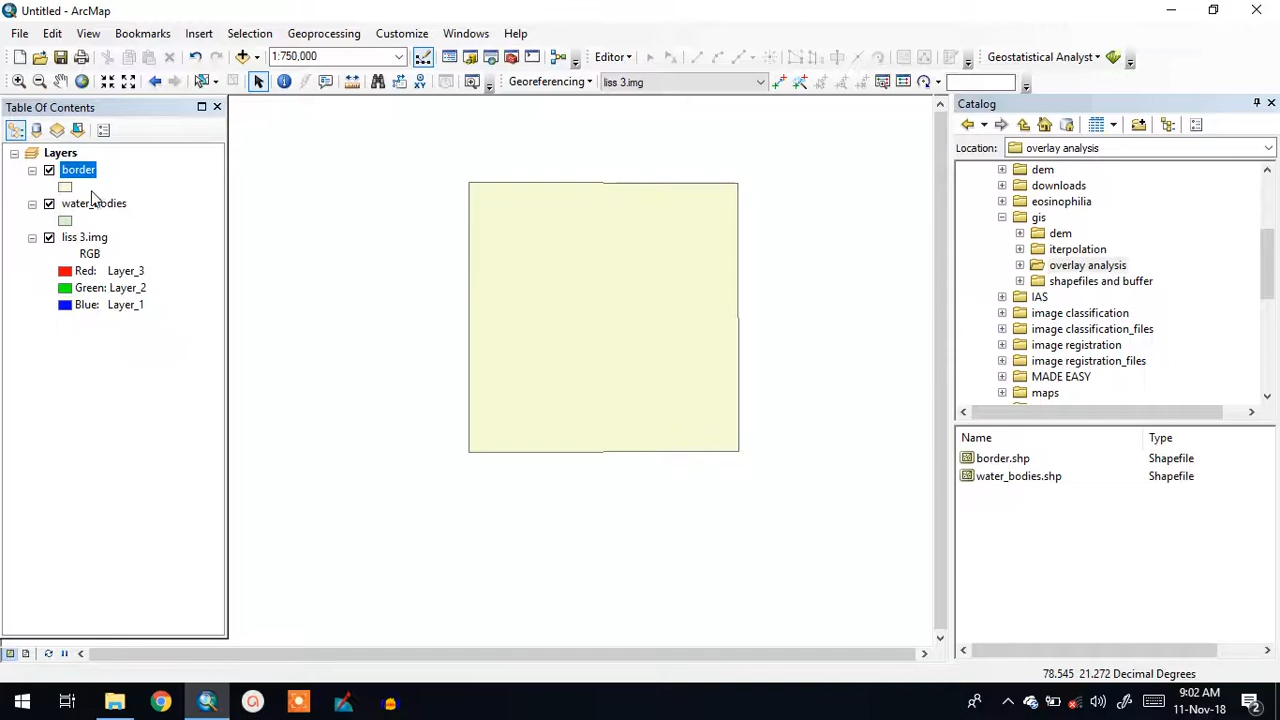 Untitled - ArcMap
File Edit View Bookmarks Insert Selection Geoprocessing Customize Windows Help
1:750,000 Editor Geostatistical Analyst
Georeferencing liss 3.img
Table Of Contents
Layers
border
water_bodies
liss 3.img
RGB
Red: Layer_3
Green: Layer_2
Blue: Layer_1
Catalog
Location: overlay analysis
dem
downloads
eosinophilia
gis
dem
iterpolation
overlay analysis
shapefiles and buffer
IAS
image classification
image classification_files
image registration
image registration_files
MADE EASY
maps
Name Type
border.shp Shapefile
water_bodies.shp Shapefile
78.545 21.272 Decimal Degrees
9:02 AM
11-Nov-18
2